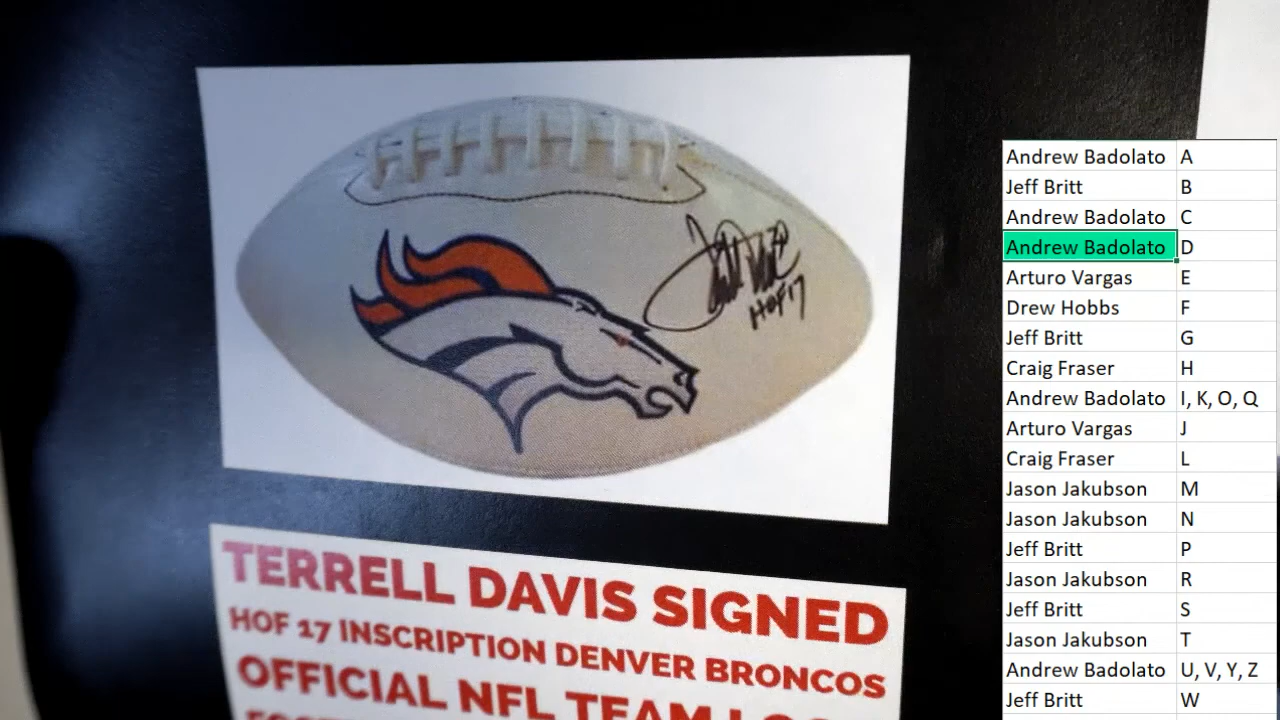 HOF 17
TERRELL DAVIS SIGNED
HOF 17 INSCRIPTION DENVER BRONCOS
OFFICIAL NFL TEAM
Andrew Badolato A
Jeff Britt B
Andrew Badolato C
Andrew Badolato D
Arturo Vargas E
Drew Hobbs F
Jeff Britt G
Craig Fraser H
Andrew Badolato I, K, O, Q
Arturo Vargas J
Craig Fraser L
Jason Jakubson M
Jason Jakubson N
Jeff Britt P
Jason Jakubson R
Jeff Britt S
Jason Jakubson T
Andrew Badolato U, V, Y, Z
Jeff Britt W